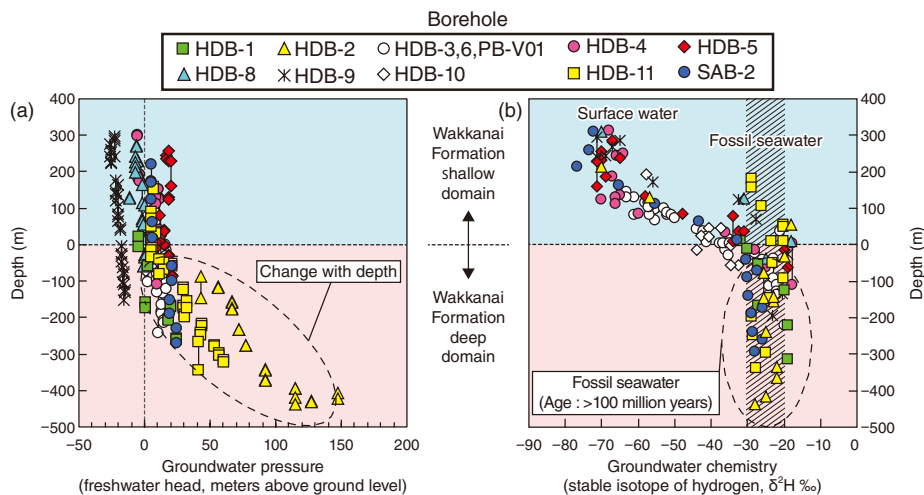 Borehole
HDB-1 HDB-2 HDB-3,6,PB-V01 HDB-4 HDB-5
HDB-8 HDB-9 HDB-10 HDB-11 SAB-2
(a)
400
300
200
100
0
−100
−200
−300
−400
−500
Depth (m)
Change with depth
−50 0 50 100 150 200
Groundwater pressure
(freshwater head, meters above ground level)
Wakkanai
Formation
shallow
domain
Wakkanai
Formation
deep
domain
(b)
Surface water
Fossil seawater
Fossil seawater
(Age : >100 million years)
400
300
200
100
0
−100
−200
−300
−400
−500
Depth (m)
−90 −80 −70 −60 −50 −40 −30 −20 −10 0
Groundwater chemistry
(stable isotope of hydrogen, δ²H ‰)